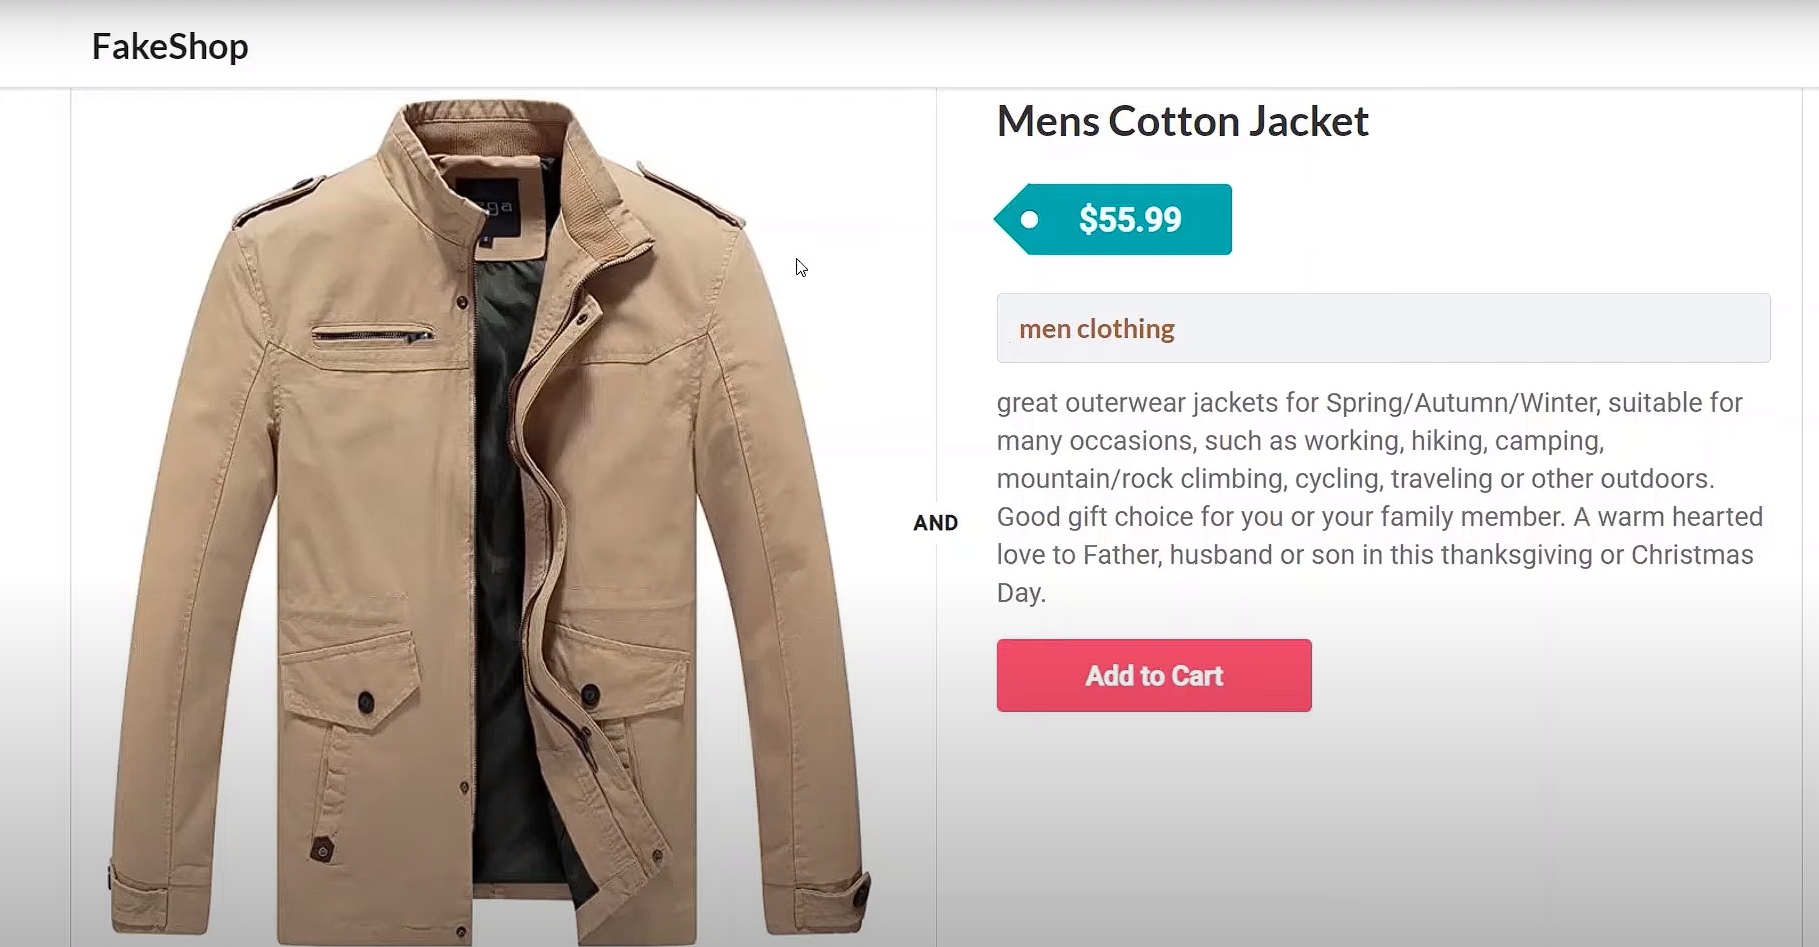 FakeShop
Mens Cotton Jacket
$55.99
men clothing
great outerwear jackets for Spring/Autumn/Winter, suitable for
many occasions, such as working, hiking, camping,
mountain/rock climbing, cycling, traveling or other outdoors.
AND
Good gift choice for you or your family member. A warm hearted
love to Father, husband or son in this thanksgiving or Christmas
Day.
Add to Cart